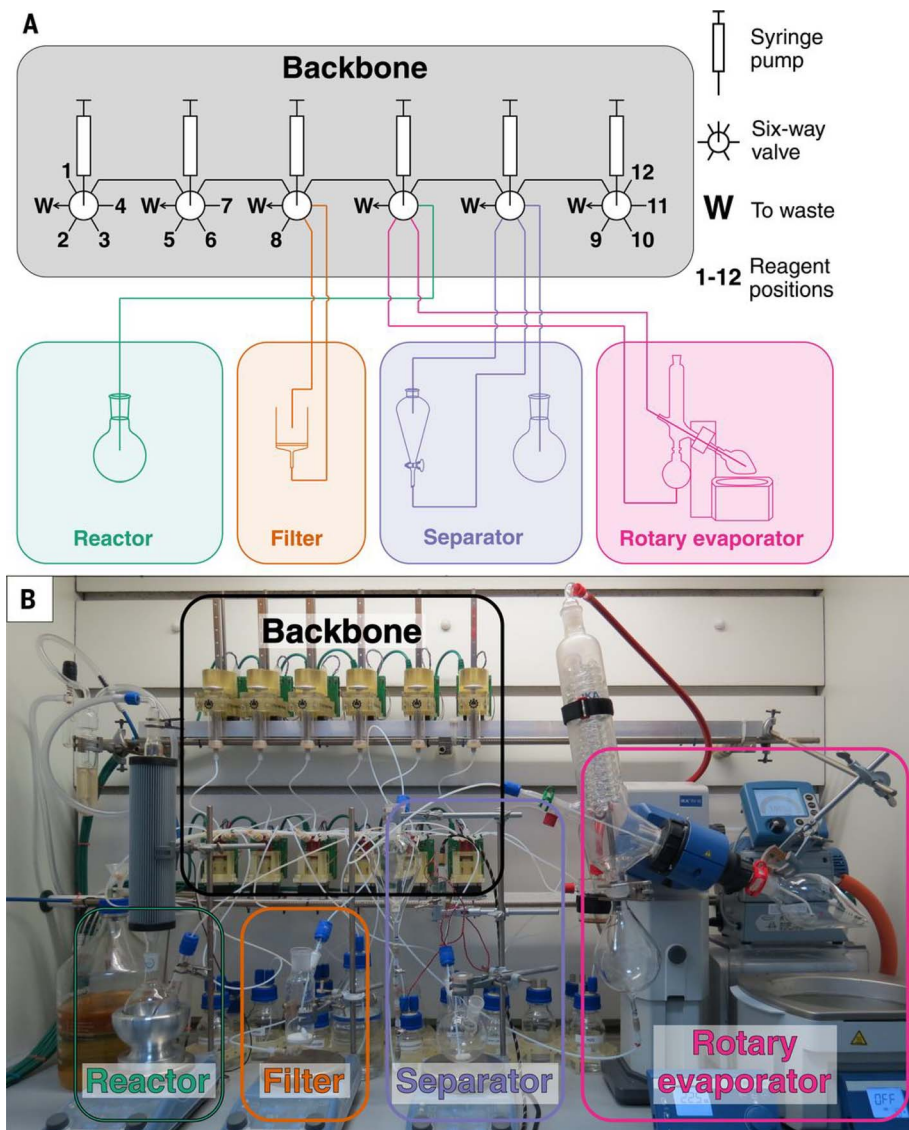 A
Backbone
Syringe
pump
Six-way
valve
W
To waste
1-12
Reagent
positions
1
W
4
2
3
W
7
5
6
W
8
W
W
12
W
11
9
10
Reactor
Filter
Separator
Rotary evaporator
B
Backbone
Reactor
Filter
Separator
Rotary
evaporator
OFF